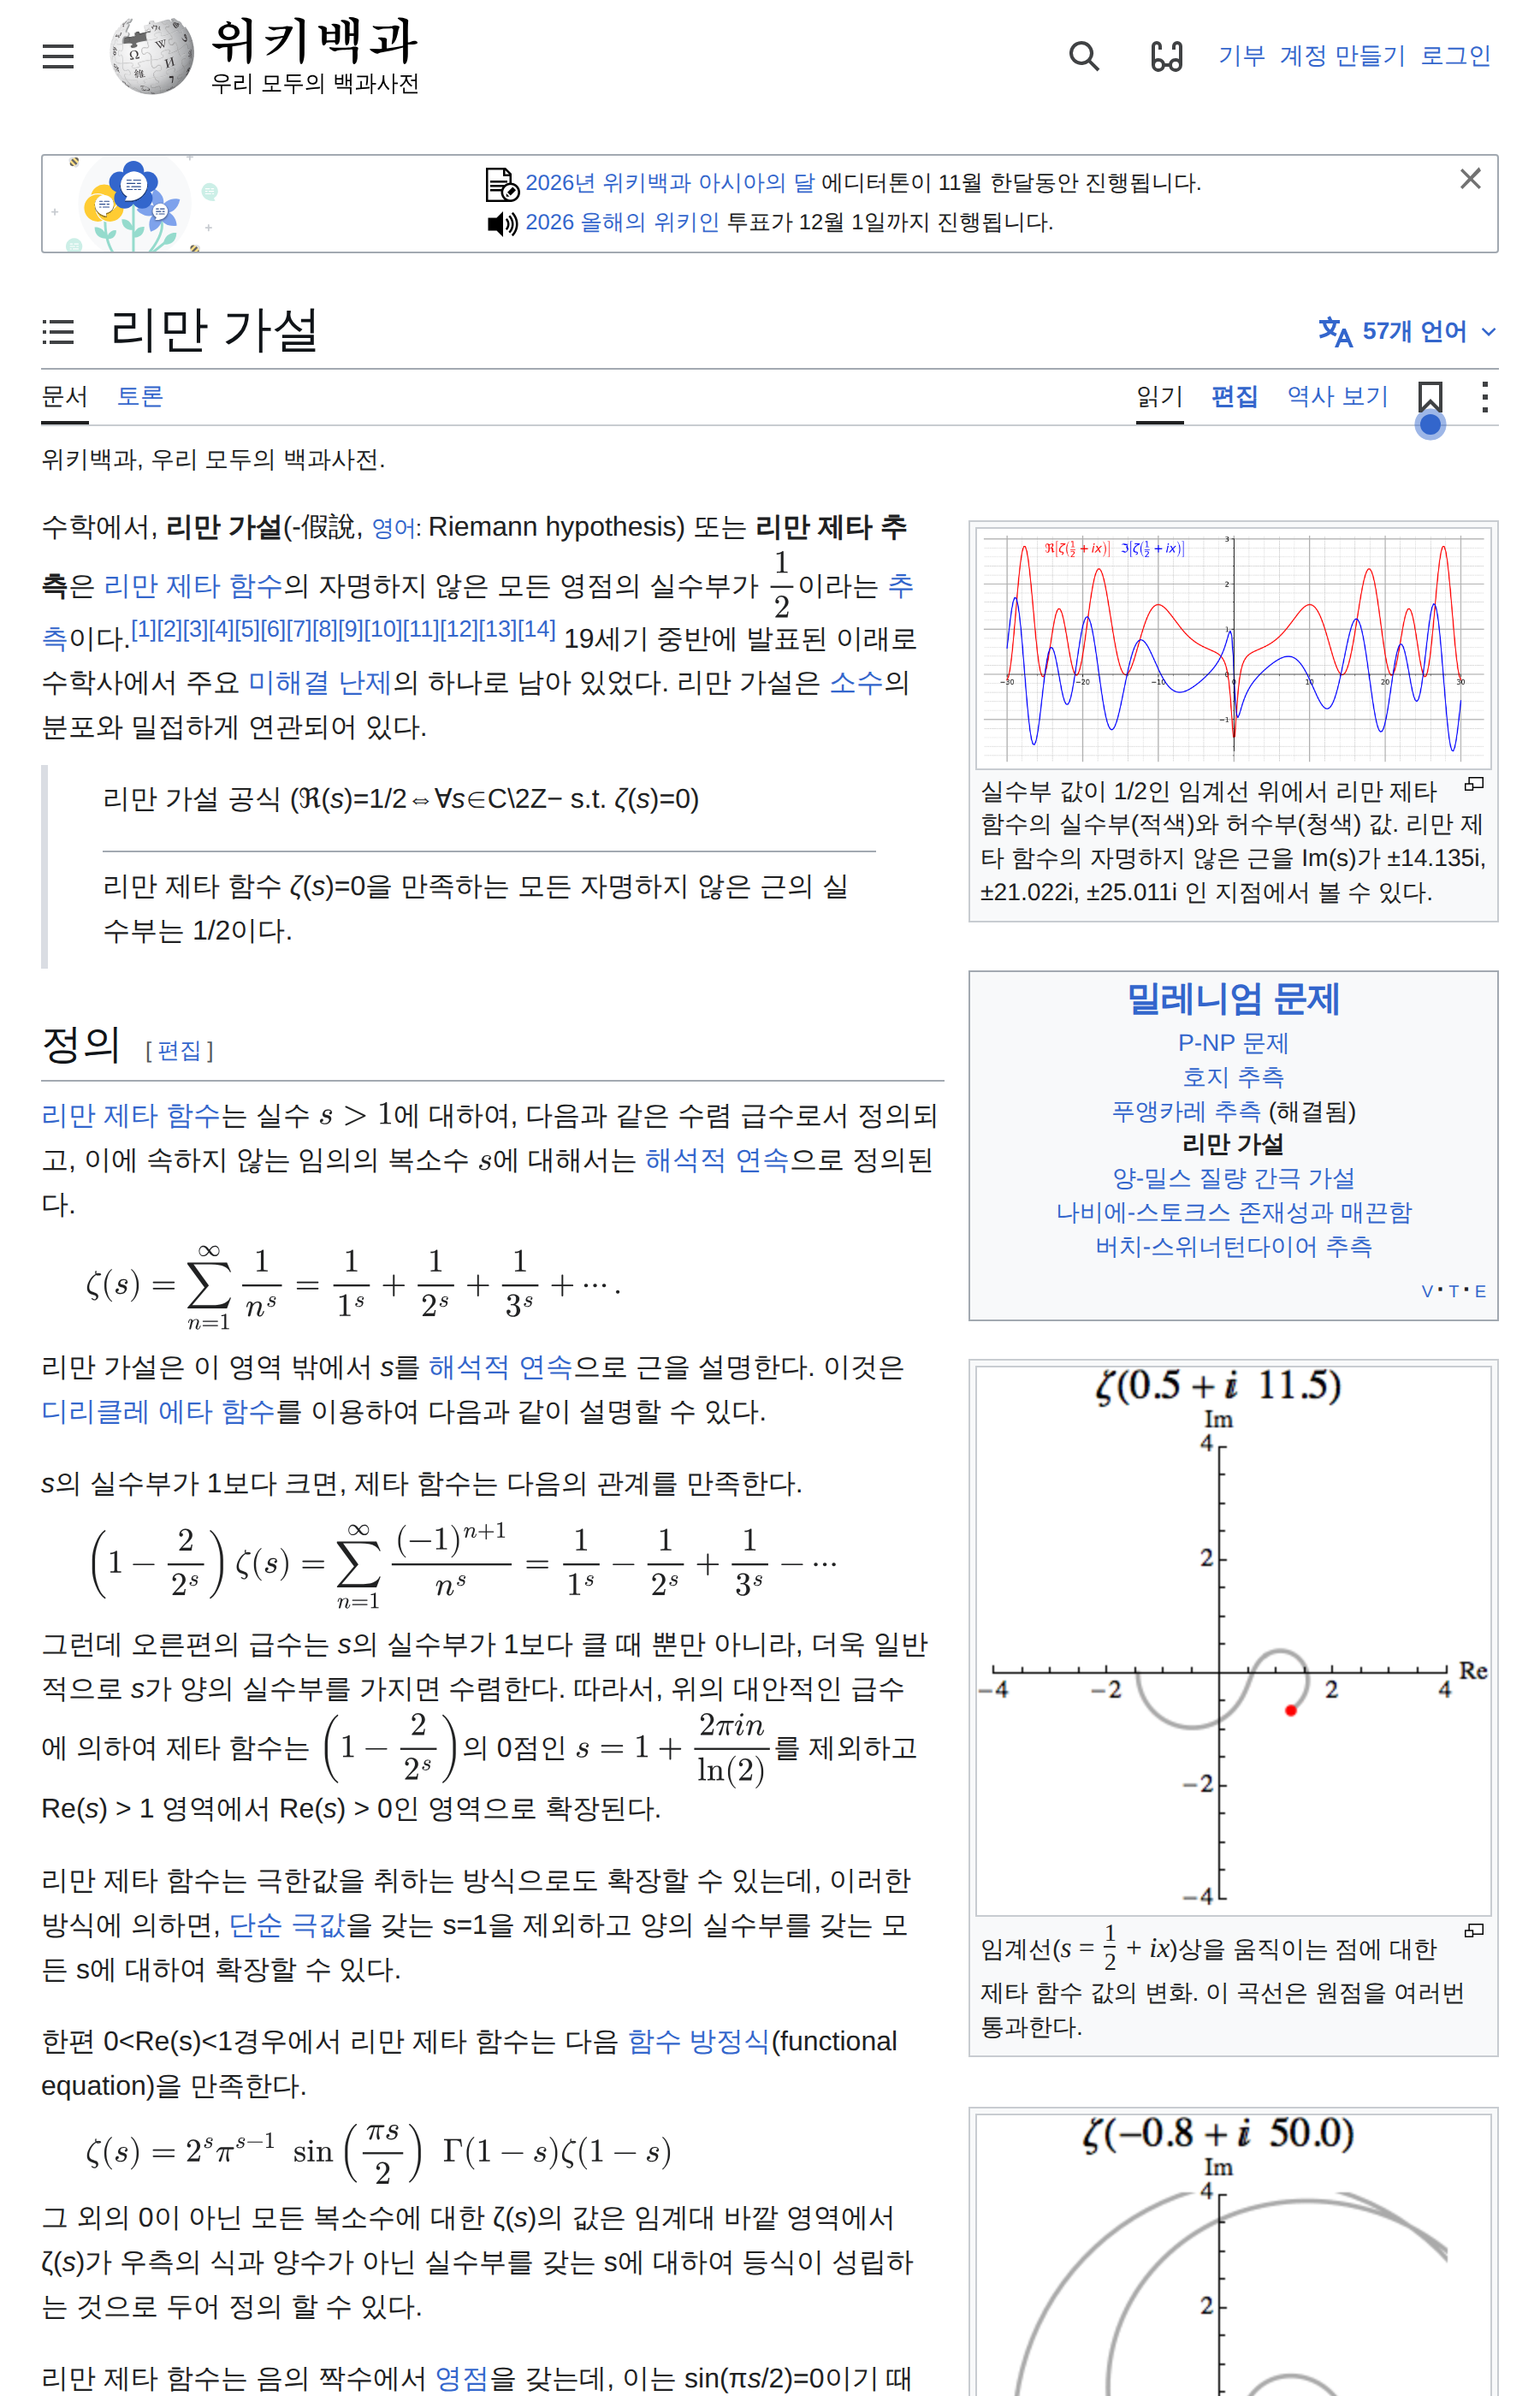 위키백과
우리 모두의 백과사전
기부 계정 만들기 로그인
2026년 위키백과 아시아의 달 에디터톤이 11월 한달동안 진행됩니다.
2026 올해의 위키인 투표가 12월 1일까지 진행됩니다.
리만 가설
57개 언어
문서 토론
읽기 편집 역사 보기
위키백과, 우리 모두의 백과사전.
수학에서, 리만 가설(-假說, 영어: Riemann hypothesis) 또는 리만 제타 추
측은 리만 제타 함수의 자명하지 않은 모든 영점의 실수부가 1/2 이라는 추
측이다.[1][2][3][4][5][6][7][8][9][10][11][12][13][14] 19세기 중반에 발표된 이래로
수학사에서 주요 미해결 난제의 하나로 남아 있었다. 리만 가설은 소수의
분포와 밀접하게 연관되어 있다.
리만 가설 공식 (ℜ(s)=1/2⇔∀s∈C\2Z− s.t. ζ(s)=0)
리만 제타 함수 ζ(s)=0을 만족하는 모든 자명하지 않은 근의 실
수부는 1/2이다.
정의 [ 편집 ]
리만 제타 함수는 실수 s > 1에 대하여, 다음과 같은 수렴 급수로서 정의되
고, 이에 속하지 않는 임의의 복소수 s에 대해서는 해석적 연속으로 정의된
다.
ζ(s) = ∑_{n=1}^{∞} 1/n^s = 1/1^s + 1/2^s + 1/3^s + ⋯.
리만 가설은 이 영역 밖에서 s를 해석적 연속으로 근을 설명한다. 이것은
디리클레 에타 함수를 이용하여 다음과 같이 설명할 수 있다.
s의 실수부가 1보다 크면, 제타 함수는 다음의 관계를 만족한다.
(1 − 2/2^s) ζ(s) = ∑_{n=1}^{∞} (−1)^{n+1}/n^s = 1/1^s − 1/2^s + 1/3^s − ⋯
그런데 오른편의 급수는 s의 실수부가 1보다 클 때 뿐만 아니라, 더욱 일반
적으로 s가 양의 실수부를 가지면 수렴한다. 따라서, 위의 대안적인 급수
에 의하여 제타 함수는 (1 − 2/2^s)의 0점인 s = 1 + 2πin/ln(2)를 제외하고
Re(s) > 1 영역에서 Re(s) > 0인 영역으로 확장된다.
리만 제타 함수는 극한값을 취하는 방식으로도 확장할 수 있는데, 이러한
방식에 의하면, 단순 극값을 갖는 s=1을 제외하고 양의 실수부를 갖는 모
든 s에 대하여 확장할 수 있다.
한편 0<Re(s)<1경우에서 리만 제타 함수는 다음 함수 방정식(functional
equation)을 만족한다.
ζ(s) = 2^s π^{s−1} sin(πs/2) Γ(1 − s)ζ(1 − s)
그 외의 0이 아닌 모든 복소수에 대한 ζ(s)의 값은 임계대 바깥 영역에서
ζ(s)가 우측의 식과 양수가 아닌 실수부를 갖는 s에 대하여 등식이 성립하
는 것으로 두어 정의 할 수 있다.
리만 제타 함수는 음의 짝수에서 영점을 갖는데, 이는 sin(πs/2)=0이기 때
ℜ[ζ(1/2 + ix)] ℑ[ζ(1/2 + ix)]
3
2
1
0
−30 −20 −10 0 10 20 30
−1
실수부 값이 1/2인 임계선 위에서 리만 제타
함수의 실수부(적색)와 허수부(청색) 값. 리만 제
타 함수의 자명하지 않은 근을 Im(s)가 ±14.135i,
±21.022i, ±25.011i 인 지점에서 볼 수 있다.
밀레니엄 문제
P-NP 문제
호지 추측
푸앵카레 추측 (해결됨)
리만 가설
양-밀스 질량 간극 가설
나비에-스토크스 존재성과 매끈함
버치-스위너턴다이어 추측
V · T · E
ζ(0.5 + i 11.5)
Im
4
2
Re
−4 −2 2 4
−2
−4
임계선(s = 1/2 + ix)상을 움직이는 점에 대한
제타 함수 값의 변화. 이 곡선은 원점을 여러번
통과한다.
ζ(−0.8 + i 50.0)
Im
4
2